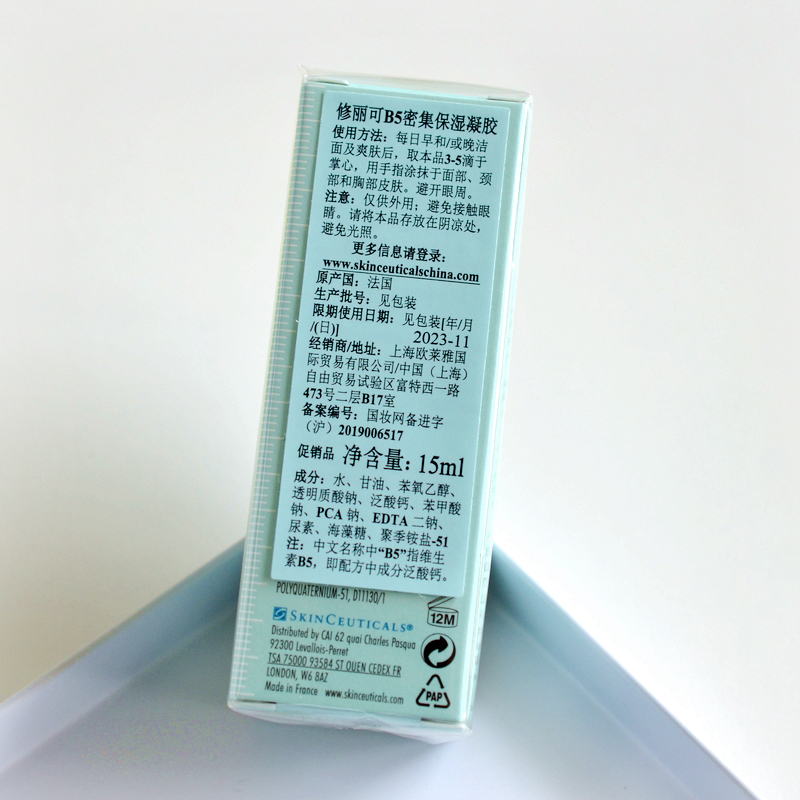 修丽可B5密集保湿凝胶
使用方法：每日早和/或晚洁
面及爽肤后，取本品3-5滴于
掌心，用手指涂抹于面部、颈
部和胸部皮肤。避开眼周。
注意：仅供外用；避免接触眼
睛。请将本品存放在阴凉处，
避免光照。
更多信息请登录：
www.skinceuticalschina.com
原产国：法国
生产批号：见包装
限期使用日期：见包装[年/月
/(日)]
2023-11
经销商/地址：上海欧莱雅国
际贸易有限公司/中国（上海）
自由贸易试验区富特西一路
473号二层B17室
备案编号：国妆网备进字
（沪）2019006517
促销品 净含量: 15ml
成分：水、甘油、苯氧乙醇、
透明质酸钠、泛酸钙、苯甲酸
钠、PCA 钠、EDTA 二钠、
尿素、海藻糖、聚季铵盐-51
注：中文名称中“B5”指维生
素B5，即配方中成分泛酸钙。
POLYQUATERNIUM-51, D11130/1
12M
SKINCEUTICALS®
Distributed by CAI 62 quai Charles Pasqua
92300 Levallois-Perret
TSA 75000 93584 ST OUEN CEDEX FR
LONDON, W6 8AZ
Made in France www.skinceuticals.com
PAP